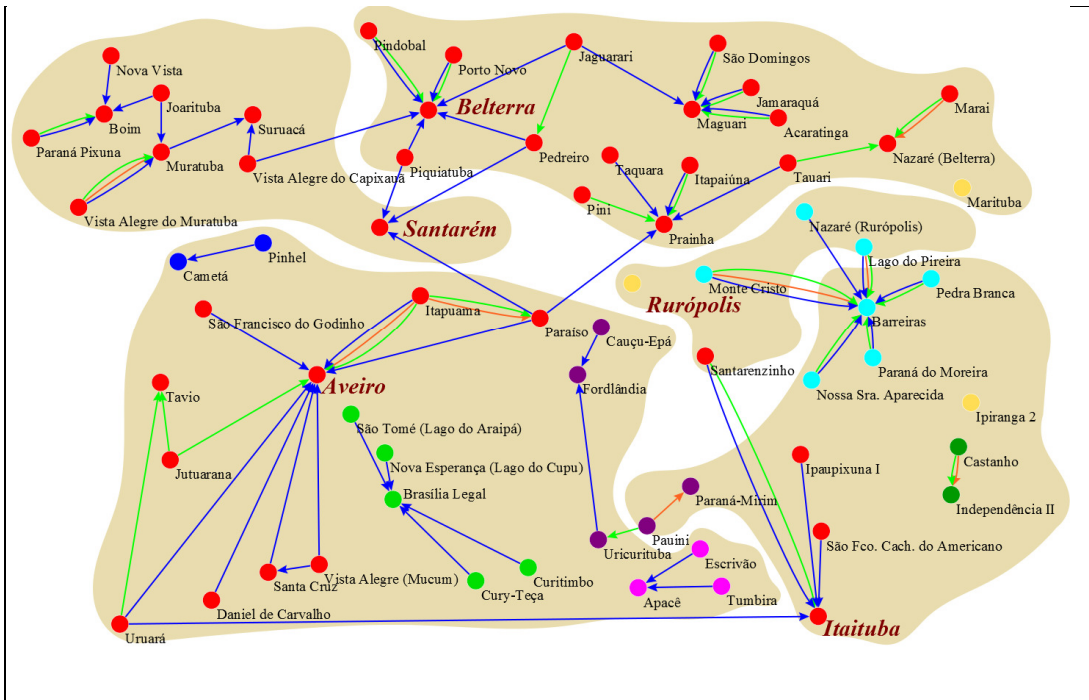 Pindobal
Jaguarari
Nova Vista
Porto Novo
São Domingos
Joarituba
Belterra
Jamaraquá
Marai
Boim
Suruacá
Maguari
Acaratinga
Paraná Pixuna
Muratuba
Nazaré (Belterra)
Vista Alegre do Capixauã
Piquiatuba
Pedreiro
Taquara
Itapaiúna
Tauari
Vista Alegre do Muratuba
Pini
Marituba
Santarém
Prainha
Nazaré (Rurópolis)
Pinhel
Lago do Pireira
Cametá
Monte Cristo
Pedra Branca
Rurópolis
São Francisco do Godinho
Itapuama
Paraíso
Barreiras
Cauçu-Epá
Santarenzinho
Paraná do Moreira
Aveiro
Fordlândia
Tavio
Nossa Sra. Aparecida
Ipiranga 2
São Tomé (Lago do Araipá)
Nova Esperança (Lago do Cupu)
Ipaupixuna I
Castanho
Jutuarana
Brasília Legal
Paraná-Mirim
Independência II
Pauini
São Fco. Cach. do Americano
Uricurituba
Escrivão
Vista Alegre (Mucum)
Curitimbo
Santa Cruz
Cury-Teça
Apacê
Tumbira
Daniel de Carvalho
Uruará
Itaituba